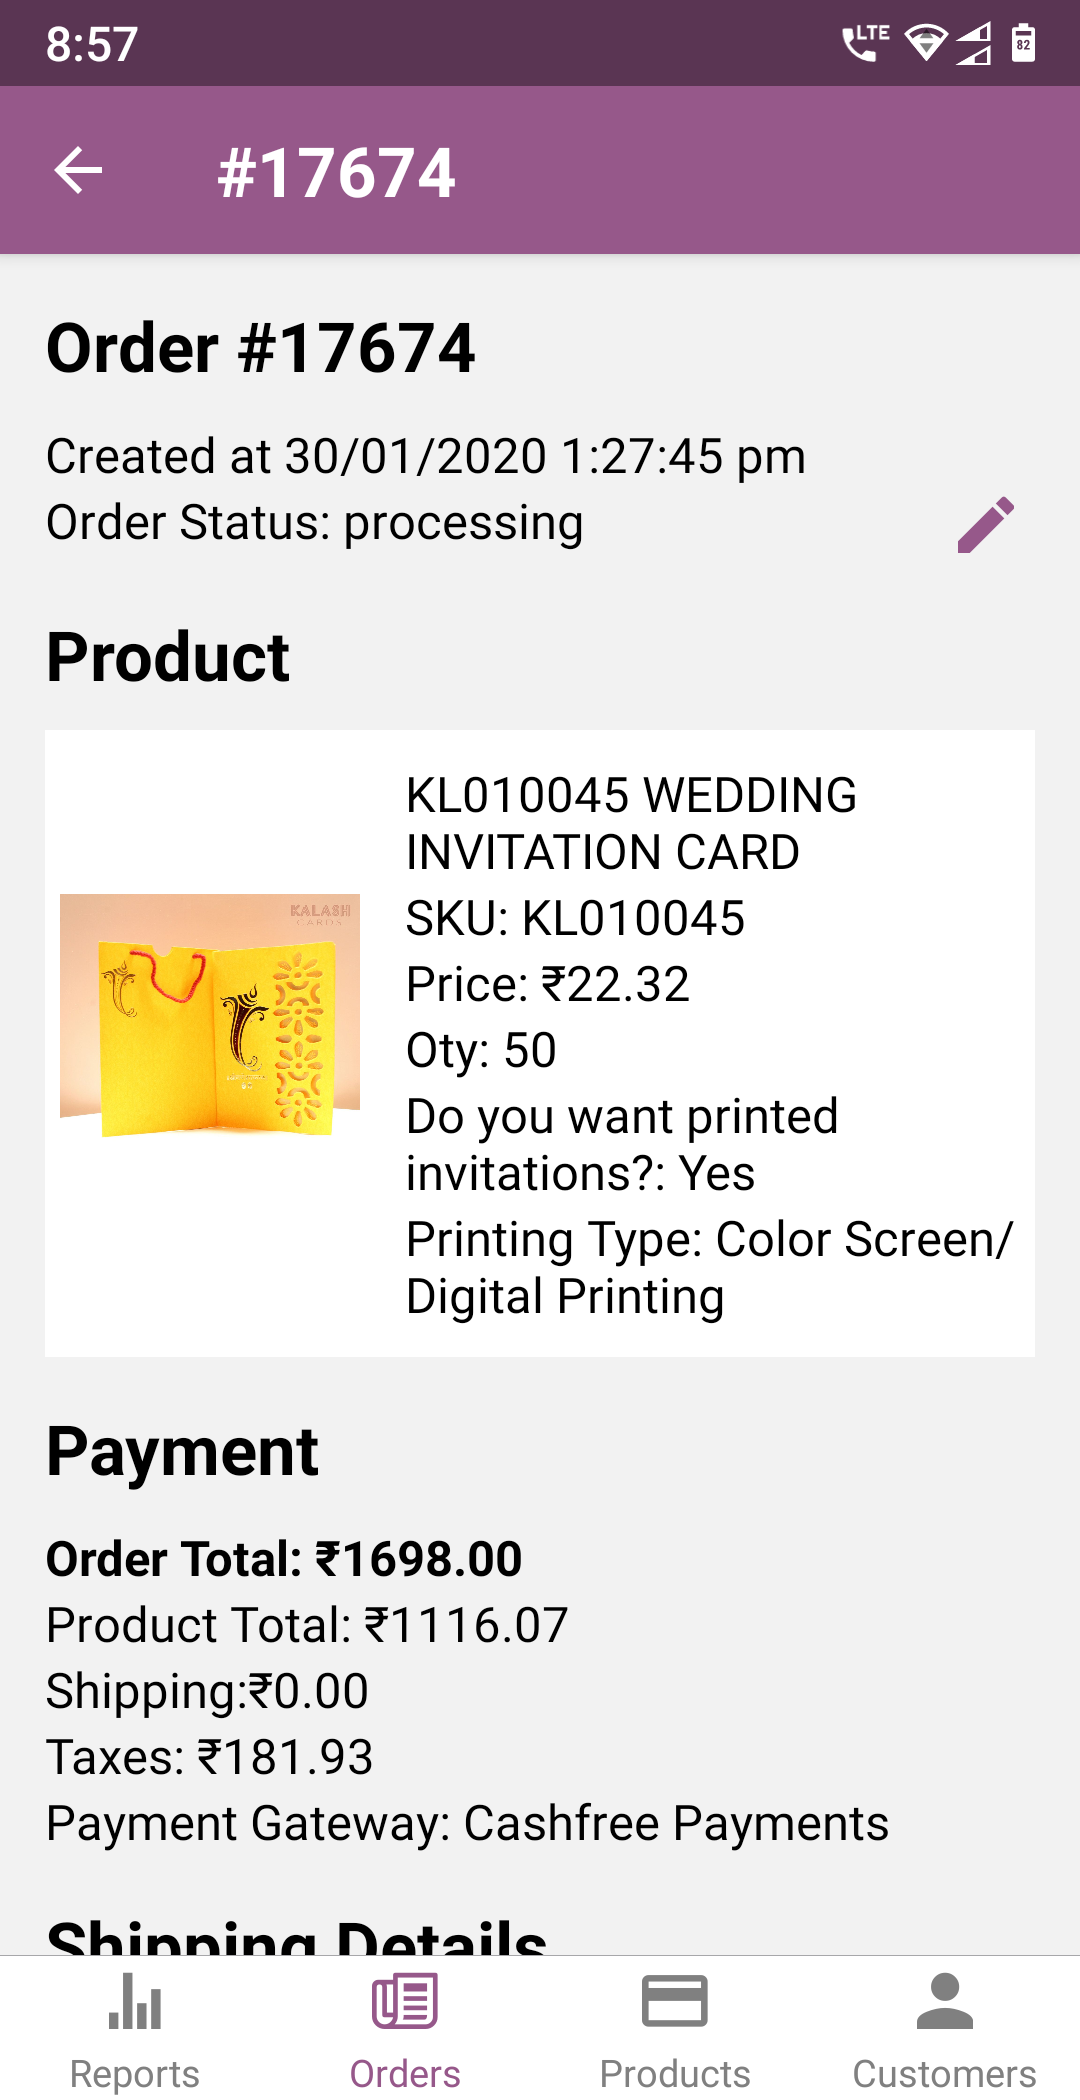 8:57
LTE
82
#17674
Order #17674
Created at 30/01/2020 1:27:45 pm
Order Status: processing
Product
KALASH
CARDS
KL010045 WEDDING
INVITATION CARD
SKU: KL010045
Price: ₹22.32
Oty: 50
Do you want printed
invitations?: Yes
Printing Type: Color Screen/
Digital Printing
Payment
Order Total: ₹1698.00
Product Total: ₹1116.07
Shipping:₹0.00
Taxes: ₹181.93
Payment Gateway: Cashfree Payments
Shipping Details
Reports
Orders
Products
Customers